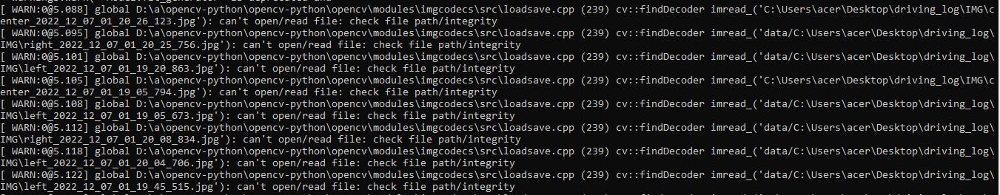 [ WARN:0@5.088] global D:\a\opencv-python\opencv-python\opencv\modules\imgcodecs\src\loadsave.cpp (239) cv::findDecoder imread_('C:\Users\acer\Desktop\driving_log\IMG\c
enter_2022_12_07_01_20_26_123.jpg'): can't open/read file: check file path/integrity
[ WARN:0@5.095] global D:\a\opencv-python\opencv-python\opencv\modules\imgcodecs\src\loadsave.cpp (239) cv::findDecoder imread_('data/C:\Users\acer\Desktop\driving_log\
IMG\right_2022_12_07_01_20_25_756.jpg'): can't open/read file: check file path/integrity
[ WARN:0@5.101] global D:\a\opencv-python\opencv-python\opencv\modules\imgcodecs\src\loadsave.cpp (239) cv::findDecoder imread_('data/C:\Users\acer\Desktop\driving_log\
IMG\left_2022_12_07_01_19_20_863.jpg'): can't open/read file: check file path/integrity
[ WARN:0@5.105] global D:\a\opencv-python\opencv-python\opencv\modules\imgcodecs\src\loadsave.cpp (239) cv::findDecoder imread_('C:\Users\acer\Desktop\driving_log\IMG\c
enter_2022_12_07_01_19_05_794.jpg'): can't open/read file: check file path/integrity
[ WARN:0@5.108] global D:\a\opencv-python\opencv-python\opencv\modules\imgcodecs\src\loadsave.cpp (239) cv::findDecoder imread_('data/C:\Users\acer\Desktop\driving_log\
IMG\left_2022_12_07_01_19_05_673.jpg'): can't open/read file: check file path/integrity
[ WARN:0@5.112] global D:\a\opencv-python\opencv-python\opencv\modules\imgcodecs\src\loadsave.cpp (239) cv::findDecoder imread_('data/C:\Users\acer\Desktop\driving_log\
IMG\right_2022_12_07_01_20_08_834.jpg'): can't open/read file: check file path/integrity
[ WARN:0@5.118] global D:\a\opencv-python\opencv-python\opencv\modules\imgcodecs\src\loadsave.cpp (239) cv::findDecoder imread_('data/C:\Users\acer\Desktop\driving_log\
IMG\left_2022_12_07_01_20_04_706.jpg'): can't open/read file: check file path/integrity
[ WARN:0@5.122] global D:\a\opencv-python\opencv-python\opencv\modules\imgcodecs\src\loadsave.cpp (239) cv::findDecoder imread_('data/C:\Users\acer\Desktop\driving_log\
IMG\left_2022_12_07_01_19_45_515.jpg'): can't open/read file: check file path/integrity